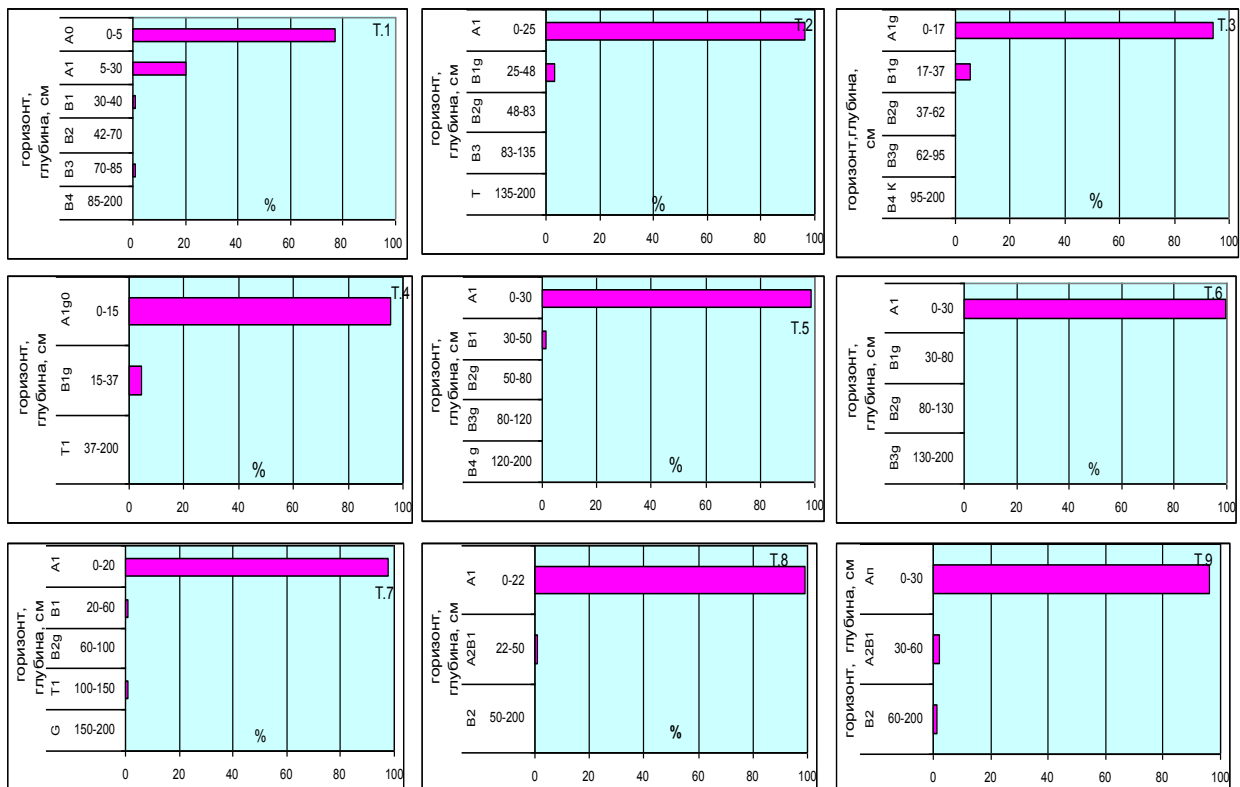 T.1
горизонт,
глубина, см
A0 0-5
A1 5-30
B1 30-40
B2 42-70
B3 70-85
B4 85-200
%
0 20 40 60 80 100
T.2
горизонт,
глубина, см
A1 0-25
B1g 25-48
B2g 48-83
B3 83-135
T 135-200
%
0 20 40 60 80 100
T.3
горизонт,глубина,
см
A1g 0-17
B1g 17-37
B2g 37-62
B3g 62-95
B4 K 95-200
%
0 20 40 60 80 100
T.4
горизонт,
глубина, см
A1g0 0-15
B1g 15-37
T1 37-200
%
0 20 40 60 80 100
T.5
горизонт,
глубина, см
A1 0-30
B1 30-50
B2g 50-80
B3g 80-120
B4 g 120-200
%
0 20 40 60 80 100
T.6
горизонт,
глубина, см
A1 0-30
B1g 30-80
B2g 80-130
B3g 130-200
%
0 20 40 60 80 100
T.7
горизонт,
глубина, см
A1 0-20
B1 20-60
B2g 60-100
T1 100-150
G 150-200
%
0 20 40 60 80 100
T.8
горизонт,
глубина, см
A1 0-22
A2B1 22-50
B2 50-200
%
0 20 40 60 80 100
T.9
горизонт, глубина, см
Ап 0-30
A2B1 30-60
B2 60-200
0 20 40 60 80 100